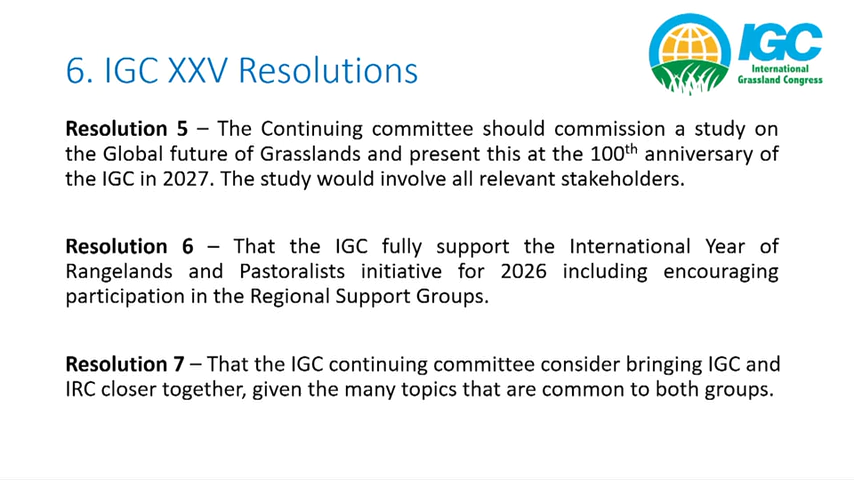 6. IGC XXV Resolutions
IGC
International
Grassland Congress
Resolution 5 – The Continuing committee should commission a study on
the Global future of Grasslands and present this at the 100th anniversary of
the IGC in 2027. The study would involve all relevant stakeholders.
Resolution 6 – That the IGC fully support the International Year of
Rangelands and Pastoralists initiative for 2026 including encouraging
participation in the Regional Support Groups.
Resolution 7 – That the IGC continuing committee consider bringing IGC and
IRC closer together, given the many topics that are common to both groups.